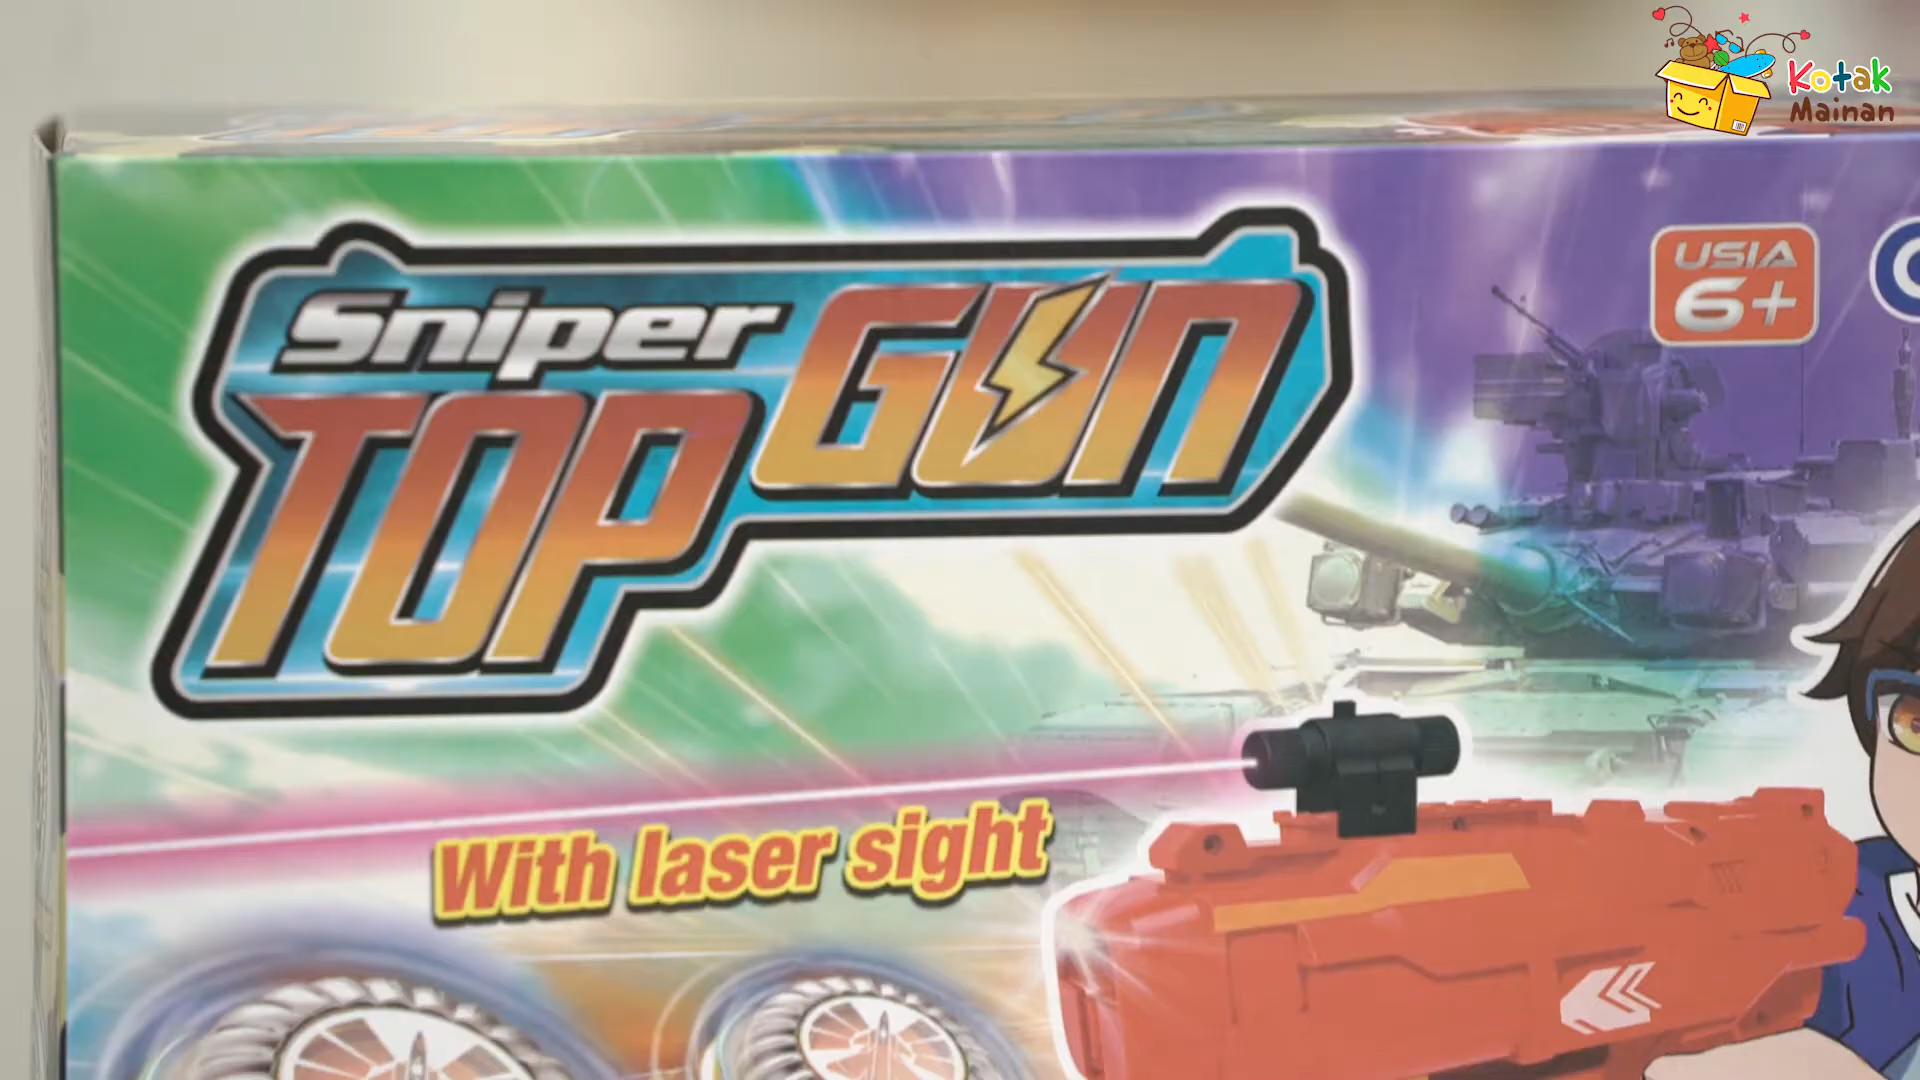 Kotak
Mainan
Sniper
TOP GUN
USIA
6+
With laser sight